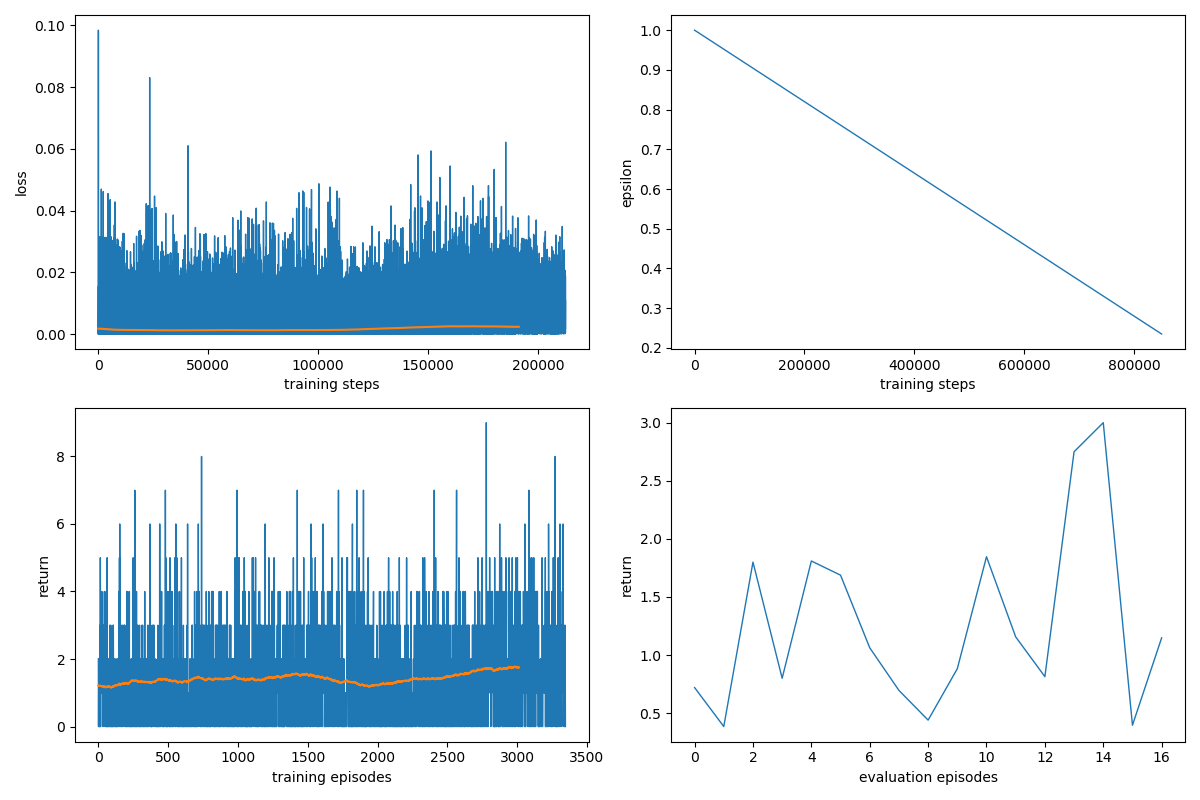 0.10
0.08
0.06
0.04
0.02
0.00
loss
0 50000 100000 150000 200000
training steps
1.0
0.9
0.8
0.7
0.6
0.5
0.4
0.3
0.2
epsilon
0 200000 400000 600000 800000
training steps
8
6
4
2
0
return
0 500 1000 1500 2000 2500 3000 3500
training episodes
3.0
2.5
2.0
1.5
1.0
0.5
return
0 2 4 6 8 10 12 14 16
evaluation episodes